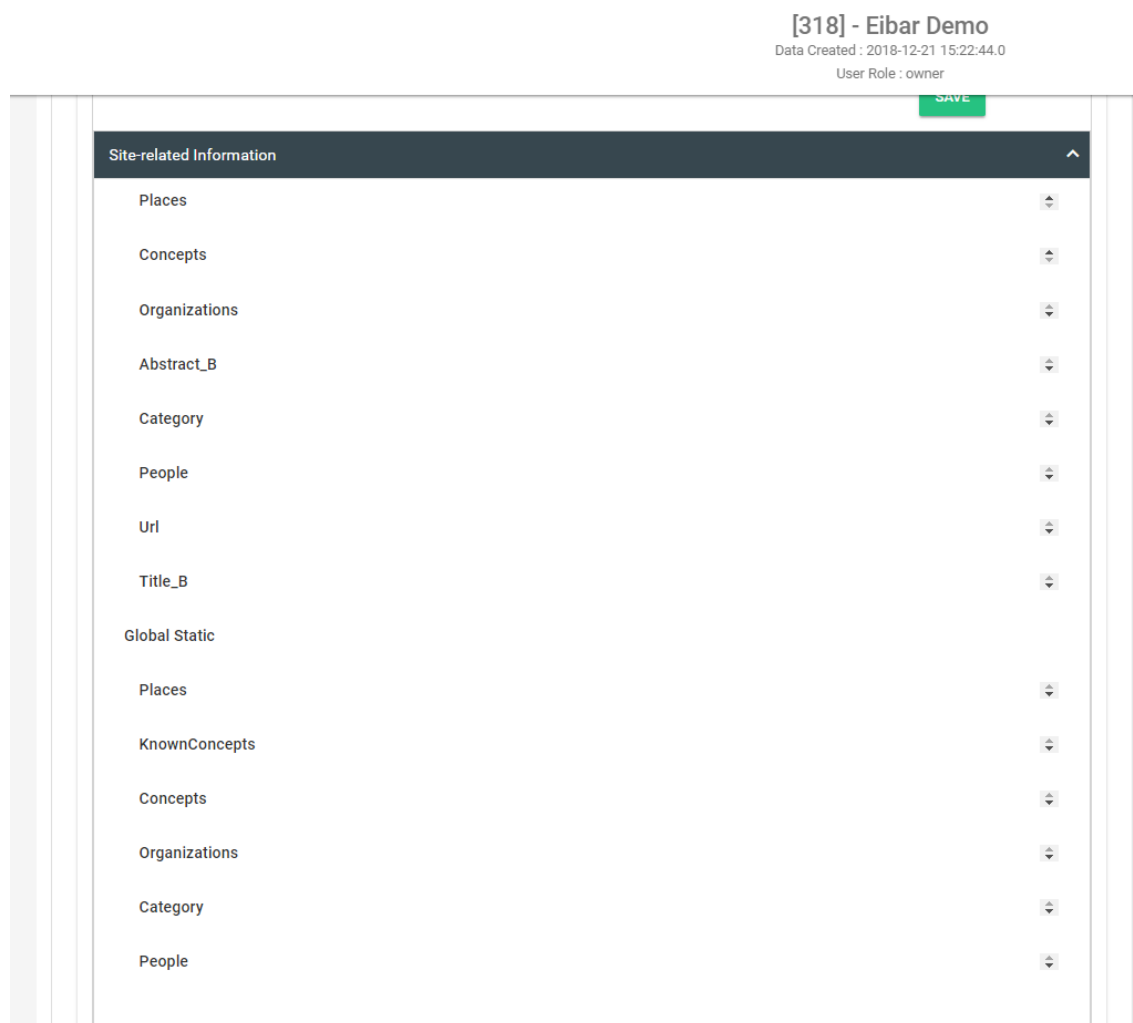 [318] - Eibar Demo
Data Created : 2018-12-21 15:22:44.0
User Role : owner
SAVE
Site-related Information
Places
Concepts
Organizations
Abstract_B
Category
People
Url
Title_B
Global Static
Places
KnownConcepts
Concepts
Organizations
Category
People